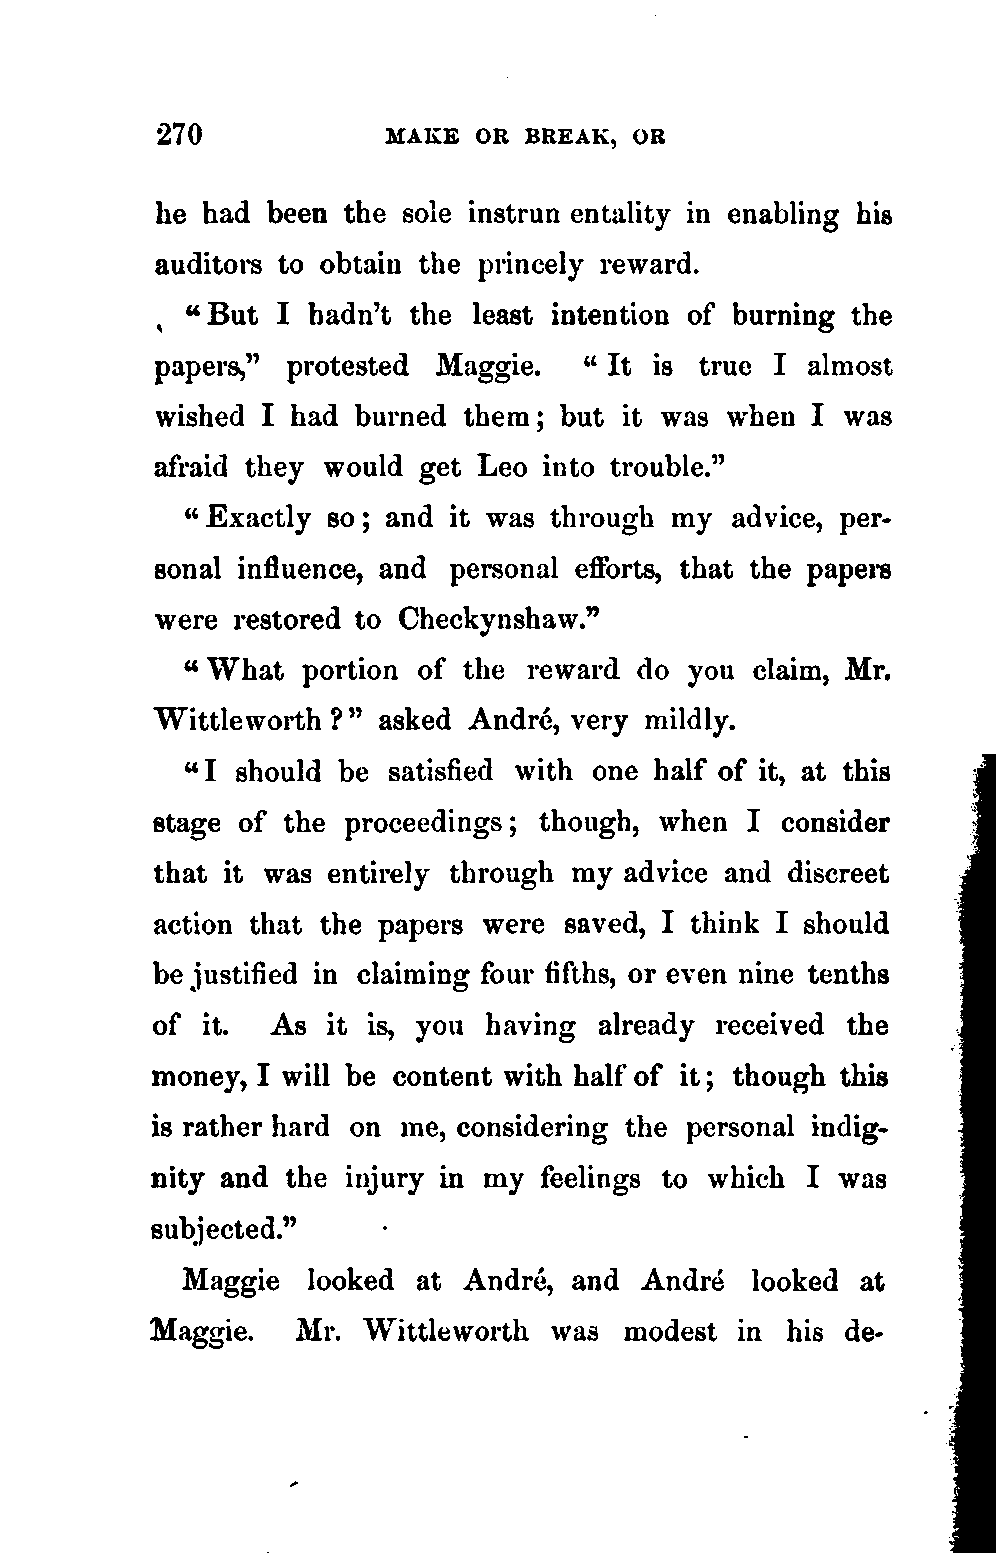 270 MAKE OR BREAK, OR
he had been the sole instrun entality in enabling his
auditors to obtain the princely reward.
“But I hadn’t the least intention of burning the
papers,” protested Maggie. “It is true I almost
wished I had burned them; but it was when I was
afraid they would get Leo into trouble.”
“Exactly so; and it was through my advice, per-
sonal influence, and personal efforts, that the papers
were restored to Checkynshaw.”
“What portion of the reward do you claim, Mr.
Wittleworth?” asked André, very mildly.
“I should be satisfied with one half of it, at this
stage of the proceedings; though, when I consider
that it was entirely through my advice and discreet
action that the papers were saved, I think I should
be justified in claiming four fifths, or even nine tenths
of it. As it is, you having already received the
money, I will be content with half of it; though this
is rather hard on me, considering the personal indig-
nity and the injury in my feelings to which I was
subjected.”
Maggie looked at André, and André looked at
Maggie. Mr. Wittleworth was modest in his de-